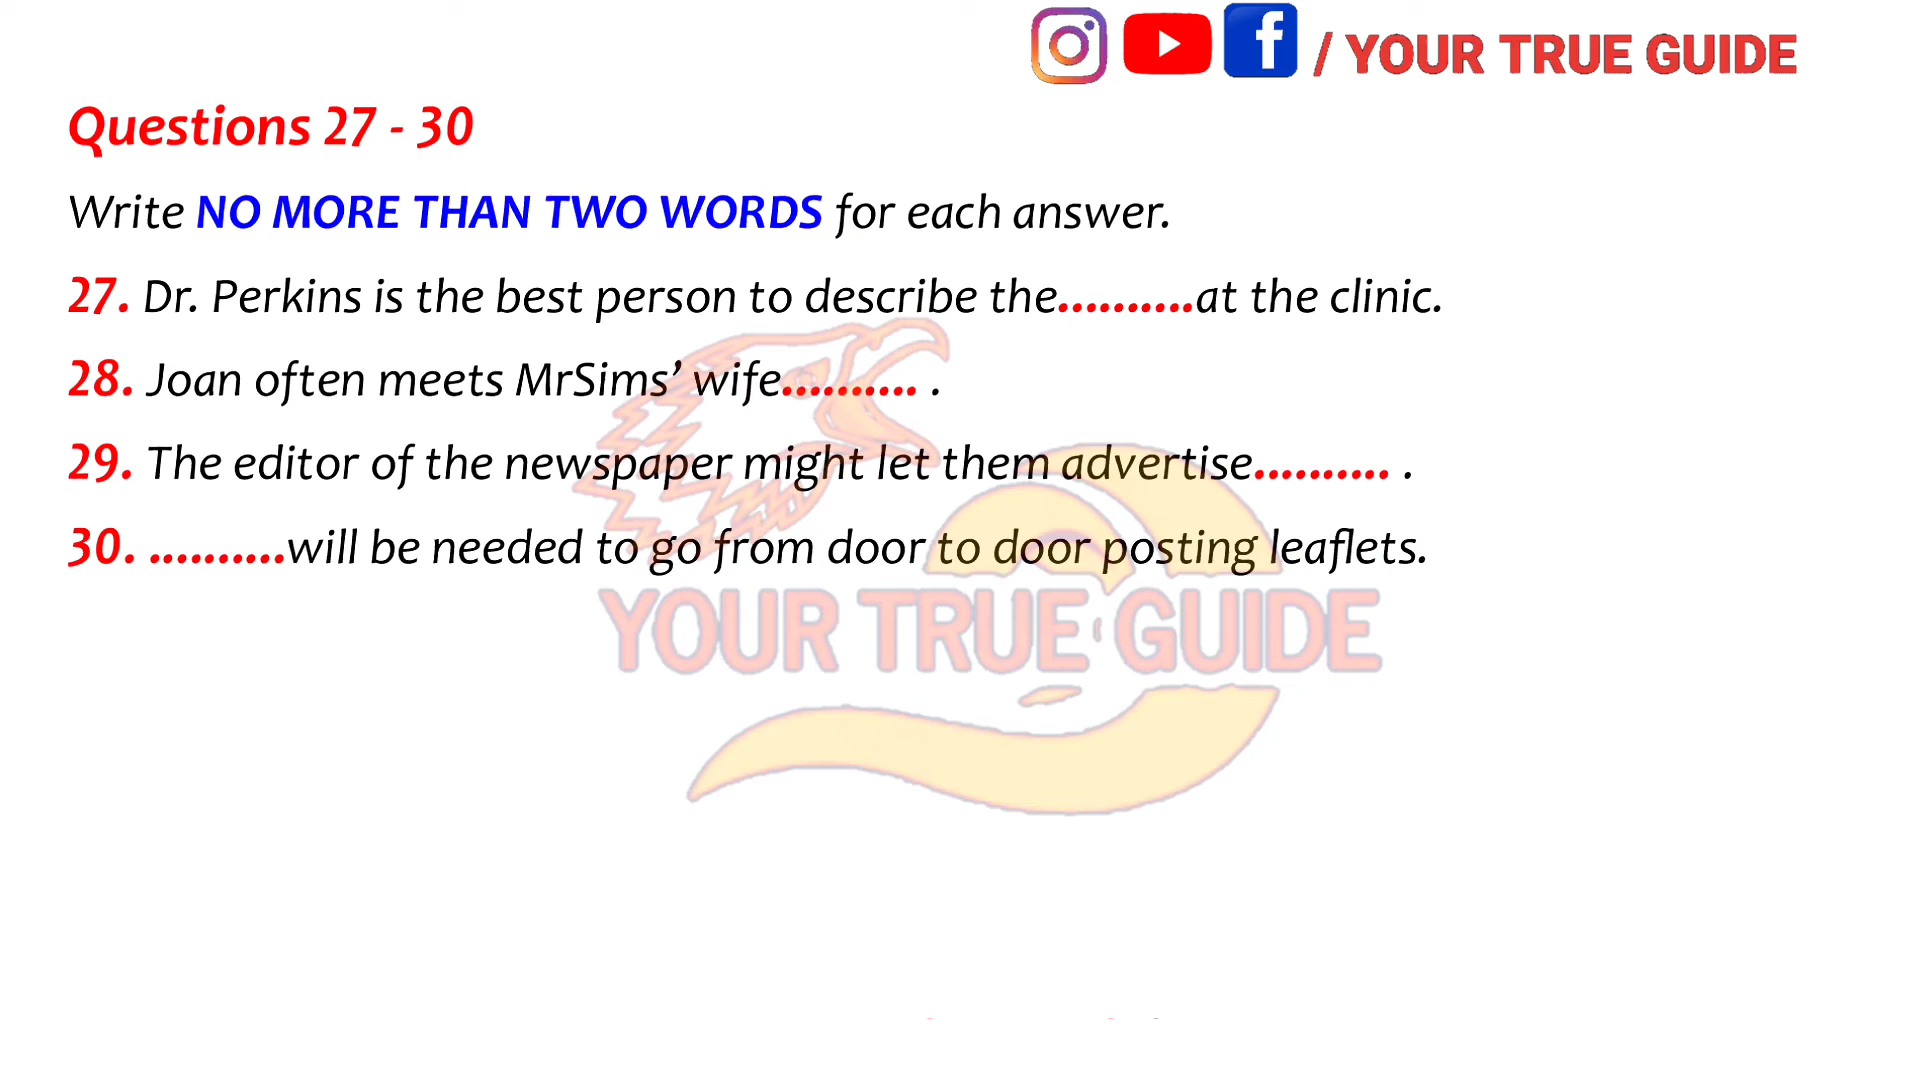 / YOUR TRUE GUIDE
Questions 27 - 30
Write NO MORE THAN TWO WORDS for each answer.
27. Dr. Perkins is the best person to describe the..........at the clinic.
28. Joan often meets MrSims’ wife.......... .
29. The editor of the newspaper might let them advertise.......... .
30. ..........will be needed to go from door to door posting leaflets.
YOUR TRUE GUIDE